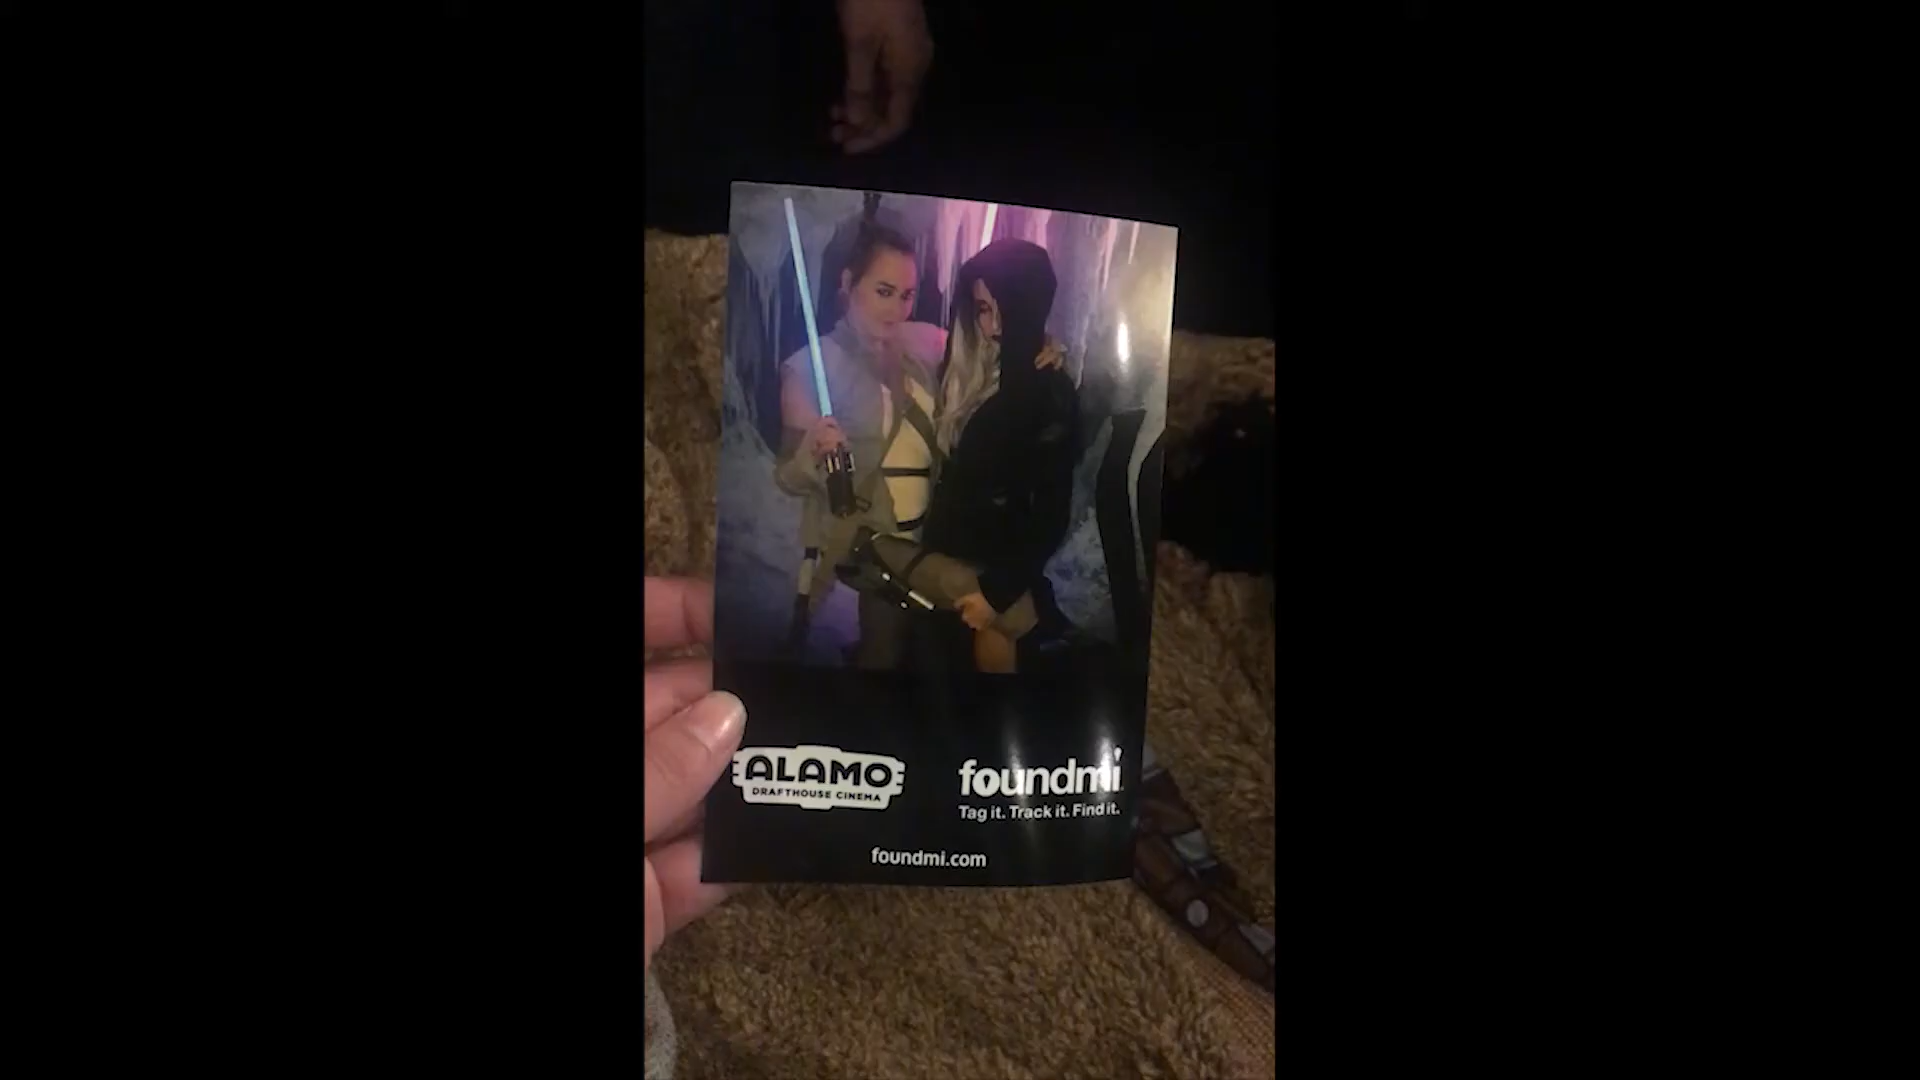 ALAMO
DRAFTHOUSE CINEMA
foundmi
Tag it. Track it. Find it.
foundmi.com